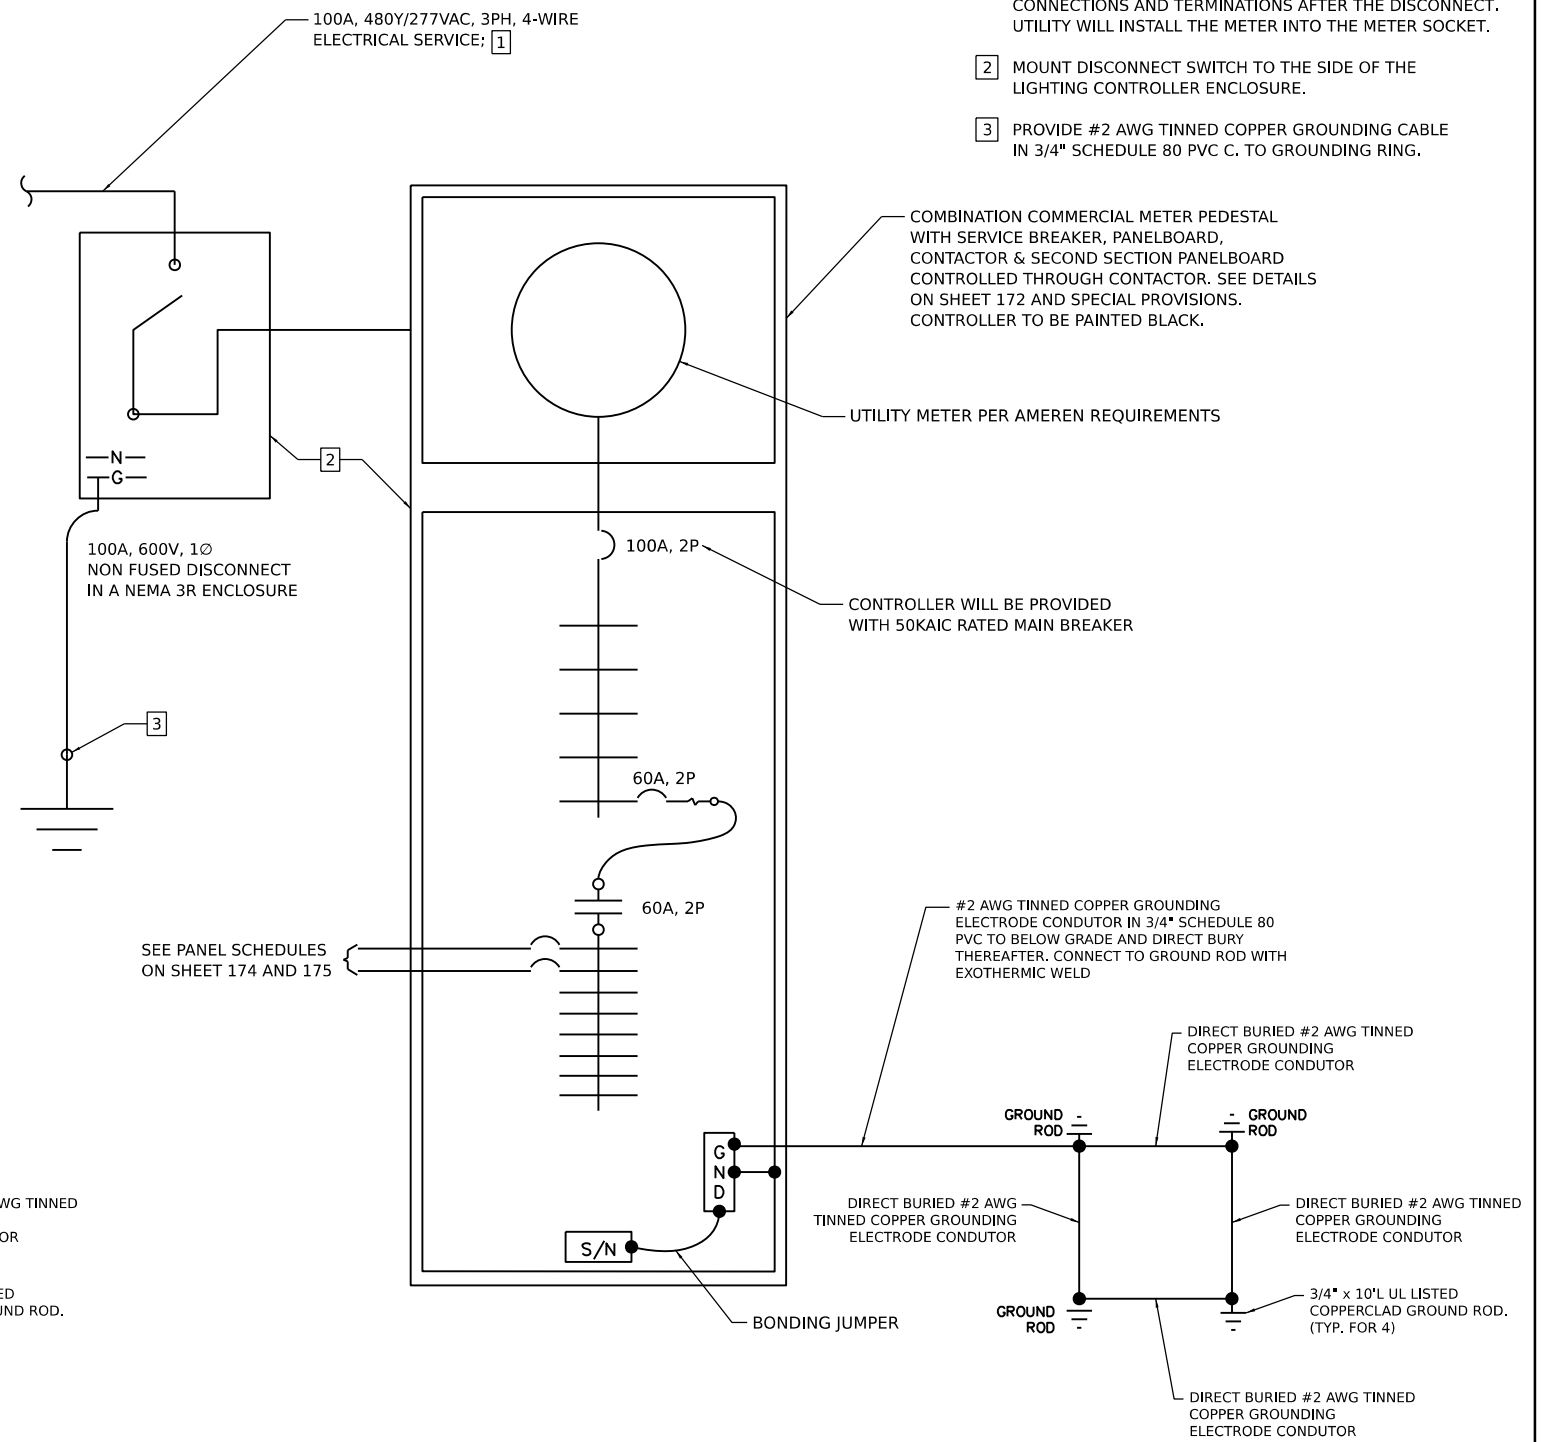 100A, 480Y/277VAC, 3PH, 4-WIRE
ELECTRICAL SERVICE; 1
CONNECTIONS AND TERMINATIONS AFTER THE DISCONNECT.
UTILITY WILL INSTALL THE METER INTO THE METER SOCKET.
2 MOUNT DISCONNECT SWITCH TO THE SIDE OF THE
LIGHTING CONTROLLER ENCLOSURE.
3 PROVIDE #2 AWG TINNED COPPER GROUNDING CABLE
IN 3/4" SCHEDULE 80 PVC C. TO GROUNDING RING.
COMBINATION COMMERCIAL METER PEDESTAL
WITH SERVICE BREAKER, PANELBOARD,
CONTACTOR & SECOND SECTION PANELBOARD
CONTROLLED THROUGH CONTACTOR. SEE DETAILS
ON SHEET 172 AND SPECIAL PROVISIONS.
CONTROLLER TO BE PAINTED BLACK.
UTILITY METER PER AMEREN REQUIREMENTS
N
G
2
100A, 600V, 1∅
NON FUSED DISCONNECT
IN A NEMA 3R ENCLOSURE
100A, 2P
CONTROLLER WILL BE PROVIDED
WITH 50KAIC RATED MAIN BREAKER
3
60A, 2P
60A, 2P
SEE PANEL SCHEDULES
ON SHEET 174 AND 175
#2 AWG TINNED COPPER GROUNDING
ELECTRODE CONDUTOR IN 3/4" SCHEDULE 80
PVC TO BELOW GRADE AND DIRECT BURY
THEREAFTER. CONNECT TO GROUND ROD WITH
EXOTHERMIC WELD
DIRECT BURIED #2 AWG TINNED
COPPER GROUNDING
ELECTRODE CONDUTOR
GROUND
ROD
GROUND
ROD
G
N
D
S/N
DIRECT BURIED #2 AWG
TINNED COPPER GROUNDING
ELECTRODE CONDUTOR
DIRECT BURIED #2 AWG TINNED
COPPER GROUNDING
ELECTRODE CONDUTOR
GROUND
ROD
3/4" x 10'L UL LISTED
COPPERCLAD GROUND ROD.
(TYP. FOR 4)
BONDING JUMPER
DIRECT BURIED #2 AWG TINNED
COPPER GROUNDING
ELECTRODE CONDUTOR
WG TINNED
OR
ED
UND ROD.